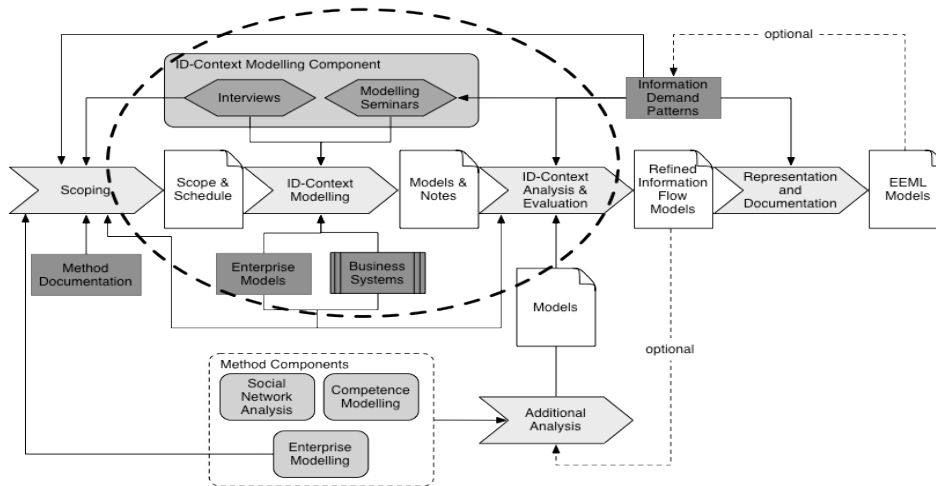 optional
ID-Context Modelling Component
Interviews
Modelling
Seminars
Information
Demand
Patterns
Scoping
Scope &
Schedule
ID-Context
Modelling
Models &
Notes
ID-Context
Analysis &
Evaluation
Refined
Information
Flow
Models
Representation
and
Documentation
EEML
Models
Method
Documentation
Enterprise
Models
Business
Systems
Models
optional
Method Components
Social
Network
Analysis
Competence
Modelling
Additional
Analysis
Enterprise
Modelling